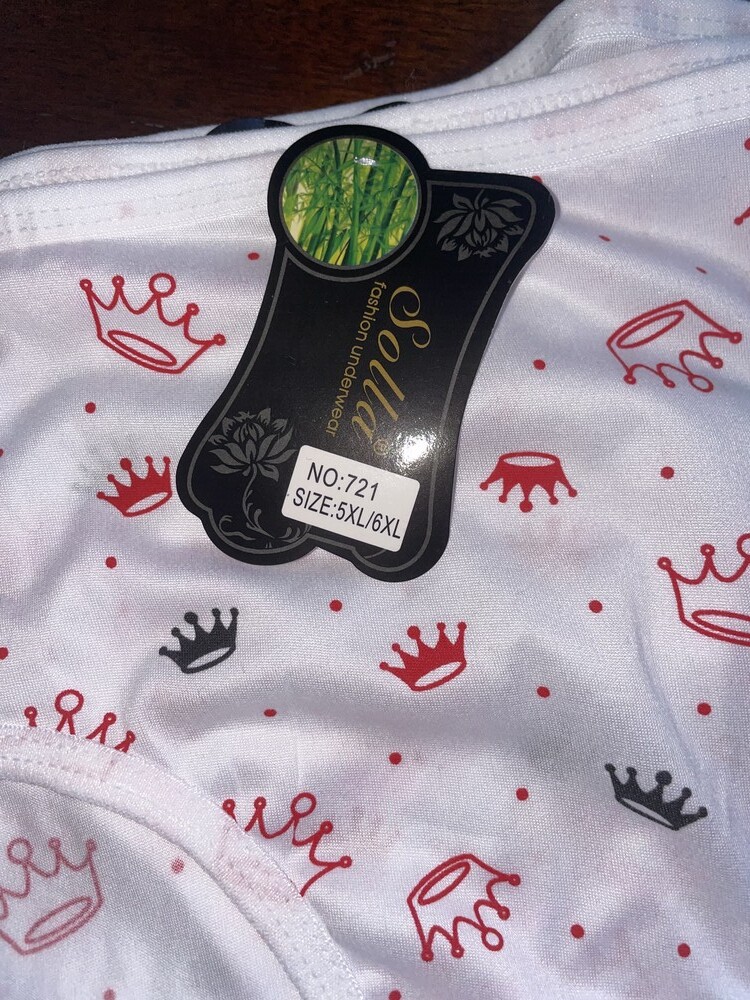 Solla®
fashion underwear
NO:721
SIZE:5XL/6XL